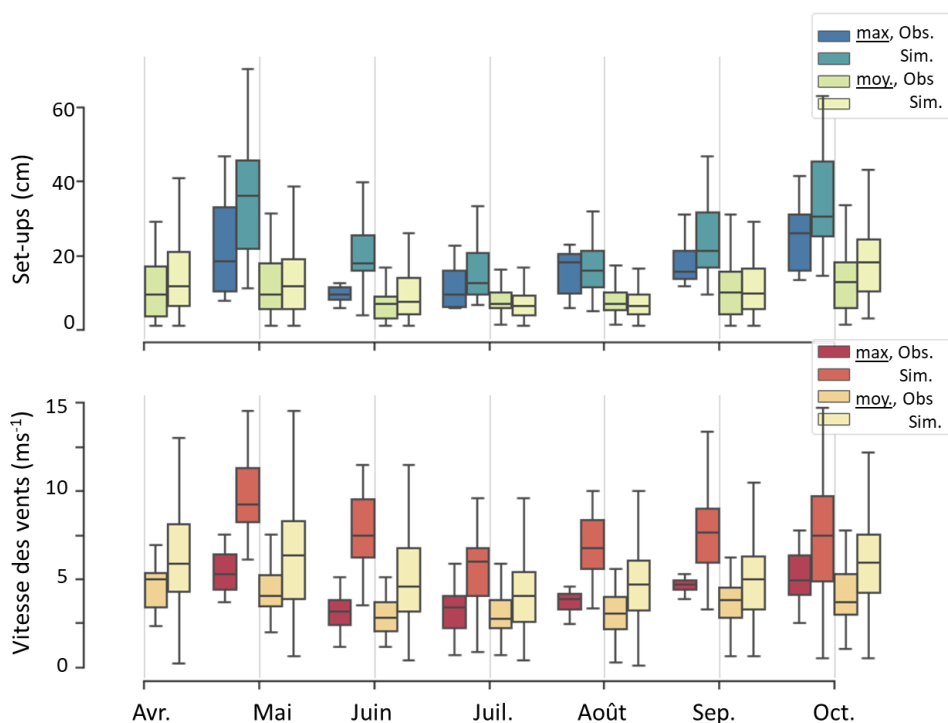 max, Obs.
Sim.
moy., Obs
Sim.
60
40
20
0
Set-ups (cm)
max, Obs.
Sim.
moy., Obs
Sim.
15
10
5
0
Vitesse des vents (ms-1)
Avr. Mai Juin Juil. Août Sep. Oct.